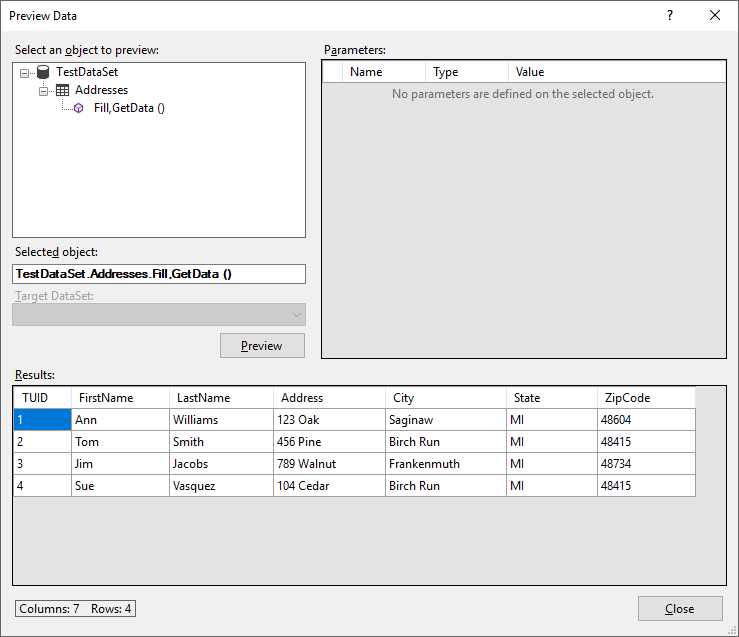 Preview Data
?
Select an object to preview:
TestDataSet
Addresses
Fill,GetData ()
Selected object:
TestDataSet.Addresses.Fill,GetData ()
Target DataSet:
Preview
Parameters:
Name Type Value
No parameters are defined on the selected object.
Results:
TUID FirstName LastName Address City State ZipCode
1 Ann Williams 123 Oak Saginaw MI 48604
2 Tom Smith 456 Pine Birch Run MI 48415
3 Jim Jacobs 789 Walnut Frankenmuth MI 48734
4 Sue Vasquez 104 Cedar Birch Run MI 48415
Columns: 7 Rows: 4
Close